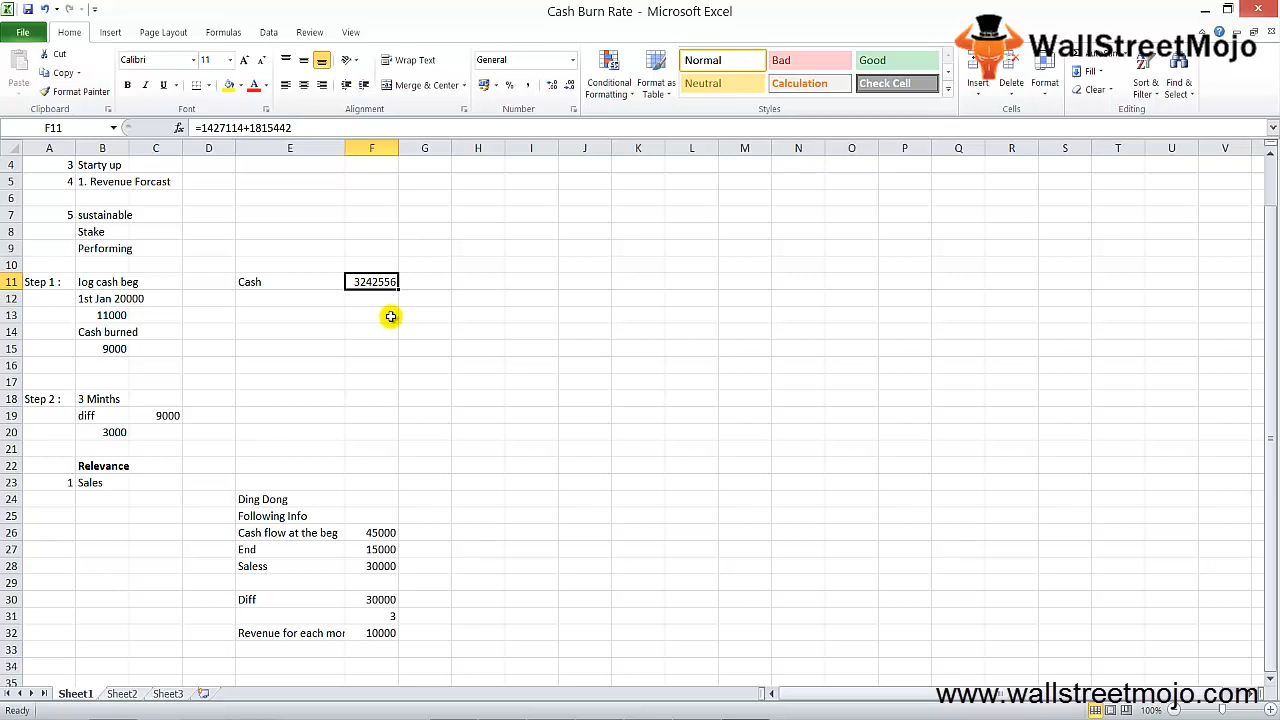 Cash Burn Rate - Microsoft Excel
File Home Insert Page Layout Formulas Data Review View
WallStreetMojo
Paste
Cut
Copy
Format Painter
Clipboard
Calibri 11
B I U
Font
Wrap Text
Merge & Center
Alignment
General
Number
Conditional Formatting
Format as Table
Normal Bad Good
Neutral Calculation Check Cell
Styles
Insert Delete Format
Cells
Fill
Clear
Sort & Filter
Find & Select
Editing
F11 fx =1427114+1815442
A B C D E F G H I J K L M N O P Q R S T U V
4 3 Starty up
5 4 1. Revenue Forcast
6
7 5 sustainable
8 Stake
9 Performing
10
11 Step 1 : log cash beg Cash 3242556
12 1st Jan 20000
13 11000
14 Cash burned
15 9000
16
17
18 Step 2 : 3 Minths
19 diff 9000
20 3000
21
22 Relevance
23 1 Sales
24 Ding Dong
25 Following Info
26 Cash flow at the beg 45000
27 End 15000
28 Saless 30000
29
30 Diff 30000
31 3
32 Revenue for each mor 10000
33
34
35
Sheet1 Sheet2 Sheet3
www.wallstreetmojo.com
Ready 100%